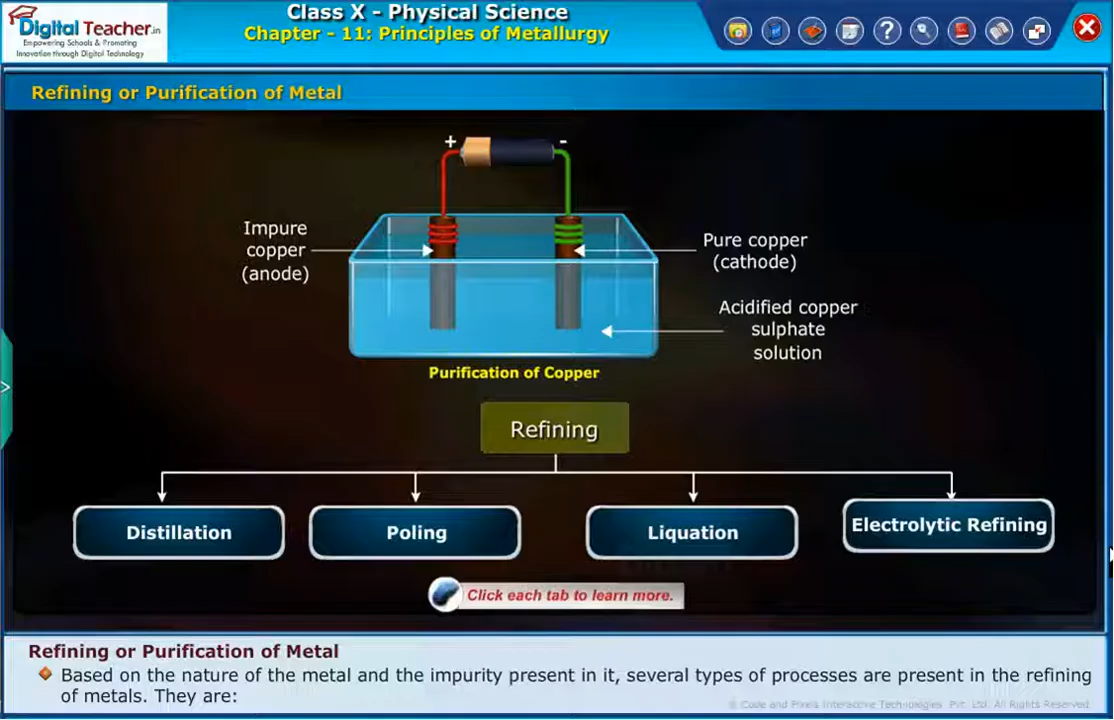 Digital Teacher.in
Empowering Schools & Promoting
Innovation through Digital Technology
Class X - Physical Science
Chapter - 11: Principles of Metallurgy
?
Refining or Purification of Metal
+ -
Impure
copper
(anode)
Pure copper
(cathode)
Acidified copper
sulphate
solution
Purification of Copper
Refining
Distillation
Poling
Liquation
Electrolytic Refining
Click each tab to learn more.
>
Refining or Purification of Metal
Based on the nature of the metal and the impurity present in it, several types of processes are present in the refining
of metals. They are:
© Code and Pixels Interactive Technologies Pvt. Ltd. All Rights Reserved.